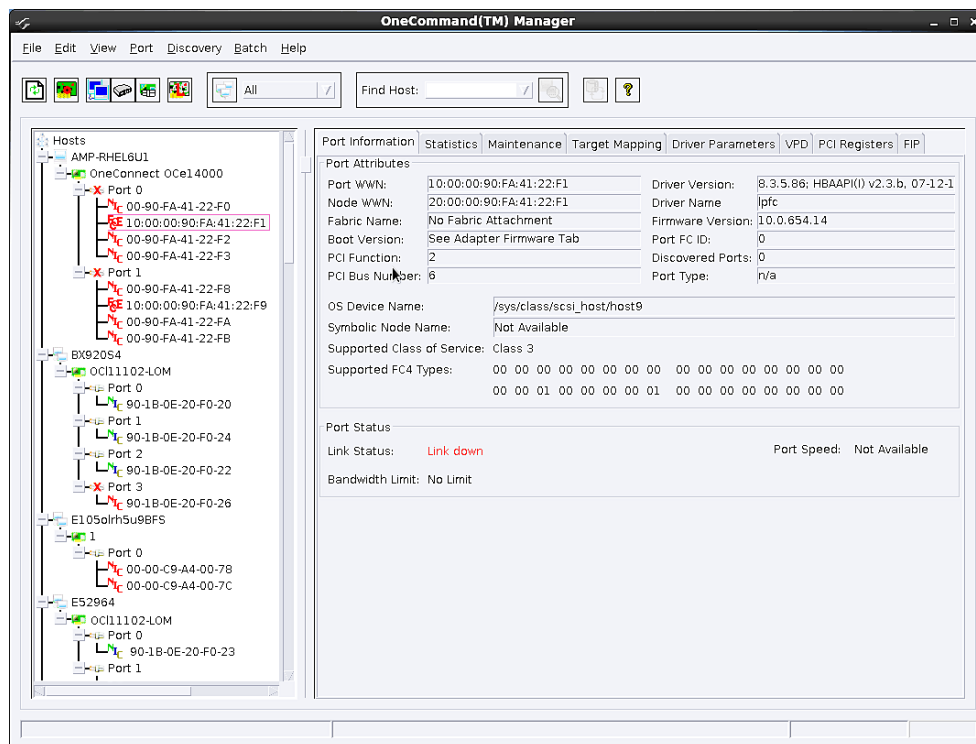 OneCommand(TM) Manager
File Edit View Port Discovery Batch Help
All
Find Host:
Hosts
AMP-RHEL6U1
OneConnect OCe14000
Port 0
00-90-FA-41-22-F0
10:00:00:90:FA:41:22:F1
00-90-FA-41-22-F2
00-90-FA-41-22-F3
Port 1
00-90-FA-41-22-F8
10:00:00:90:FA:41:22:F9
00-90-FA-41-22-FA
00-90-FA-41-22-FB
BX920S4
OCl11102-LOM
Port 0
90-1B-0E-20-F0-20
Port 1
90-1B-0E-20-F0-24
Port 2
90-1B-0E-20-F0-22
Port 3
90-1B-0E-20-F0-26
E105olrh5u9BFS
1
Port 0
00-00-C9-A4-00-78
00-00-C9-A4-00-7C
E52964
OCl11102-LOM
Port 0
90-1B-0E-20-F0-23
Port 1
Port Information Statistics Maintenance Target Mapping Driver Parameters VPD PCI Registers FIP
Port Attributes
Port WWN: 10:00:00:90:FA:41:22:F1 Driver Version: 8.3.5.86; HBAAPI(I) v2.3.b, 07-12-1
Node WWN: 20:00:00:90:FA:41:22:F1 Driver Name lpfc
Fabric Name: No Fabric Attachment Firmware Version: 10.0.654.14
Boot Version: See Adapter Firmware Tab Port FC ID: 0
PCI Function: 2 Discovered Ports: 0
PCI Bus Number: 6 Port Type: n/a
OS Device Name: /sys/class/scsi_host/host9
Symbolic Node Name: Not Available
Supported Class of Service: Class 3
Supported FC4 Types: 00 00 00 00 00 00 00 00 00 00 00 00 00 00 00 00
00 00 01 00 00 00 00 01 00 00 00 00 00 00 00 00
Port Status
Link Status: Link down Port Speed: Not Available
Bandwidth Limit: No Limit